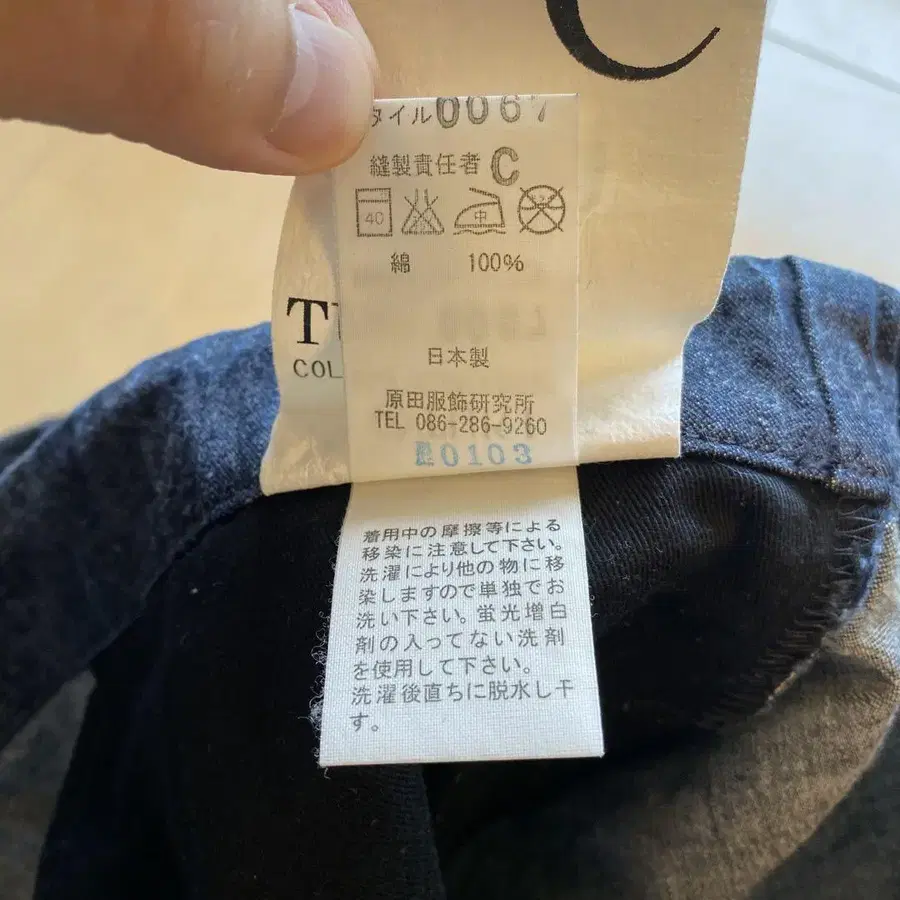 C
タイル0067
縫製責任者 C
40
中
綿 100%
T
COL
日本製
原田服飾研究所
TEL 086-286-9260
0103
着用中の摩擦等による
移染に注意して下さい。
洗濯により他の物に移
染しますので単独でお
洗い下さい。蛍光増白
剤の入ってない洗剤
を使用して下さい。
洗濯後直ちに脱水し干
す。